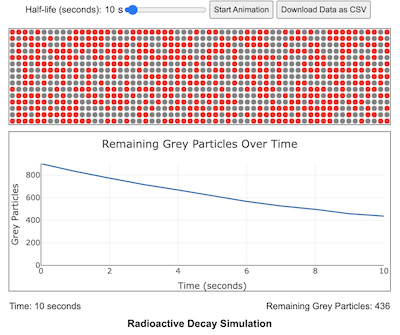 Half-life (seconds): 10 s Start Animation Download Data as CSV
Remaining Grey Particles Over Time
Grey Particles
800
600
400
200
0
0 2 4 6 8 10
Time (seconds)
Time: 10 seconds Remaining Grey Particles: 436
Radioactive Decay Simulation